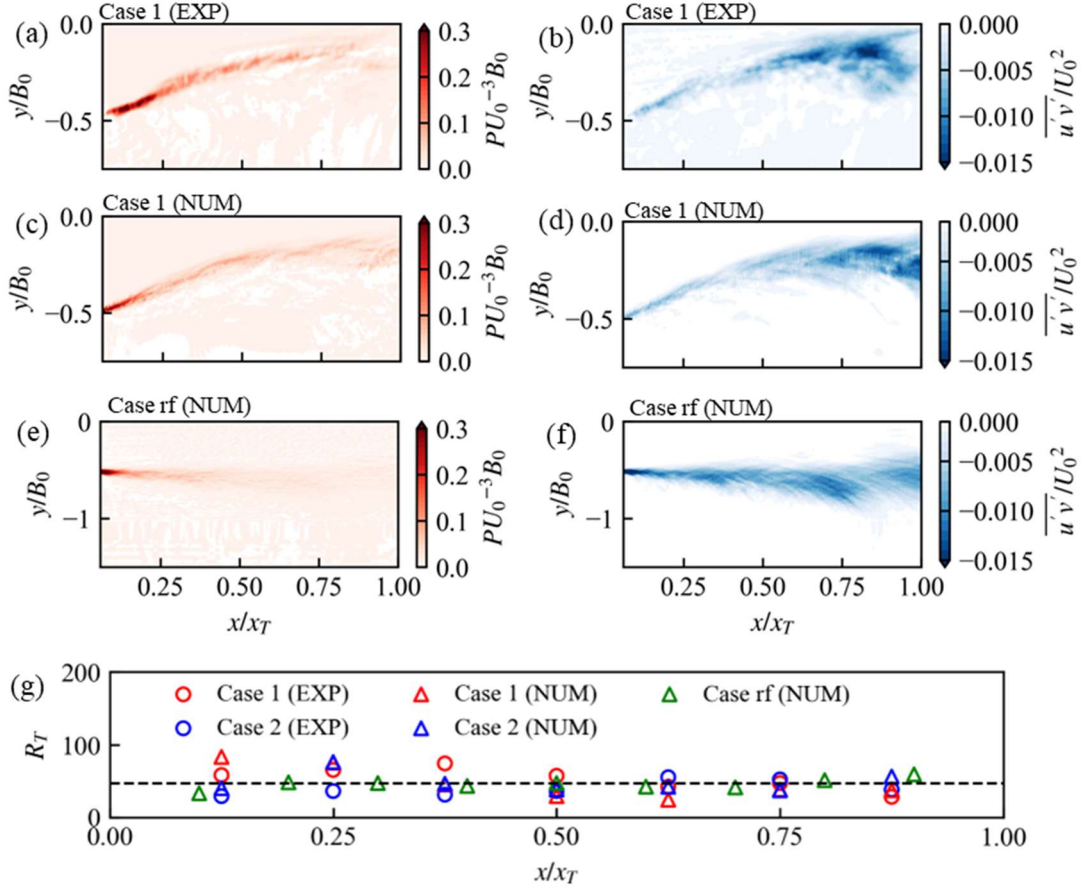 Case 1 (EXP)
(a)
0.0
−0.5
y/B₀
0.3
0.2
0.1
0.0
PU₀⁻³B₀
Case 1 (EXP)
(b)
0.0
−0.5
y/B₀
0.000
−0.005
−0.010
−0.015
u′v′/U₀²
Case 1 (NUM)
(c)
0.0
−0.5
y/B₀
0.3
0.2
0.1
0.0
PU₀⁻³B₀
Case 1 (NUM)
(d)
0.0
−0.5
y/B₀
0.000
−0.005
−0.010
−0.015
u′v′/U₀²
Case rf (NUM)
(e)
0
−1
y/B₀
0.25 0.50 0.75 1.00
x/x_T
0.3
0.2
0.1
0.0
PU₀⁻³B₀
Case rf (NUM)
(f)
0
−1
y/B₀
0.25 0.50 0.75 1.00
x/x_T
0.000
−0.005
−0.010
−0.015
u′v′/U₀²
(g)
200
100
0
R_T
Case 1 (EXP) Case 1 (NUM) Case rf (NUM)
Case 2 (EXP) Case 2 (NUM)
0.00 0.25 0.50 0.75 1.00
x/x_T